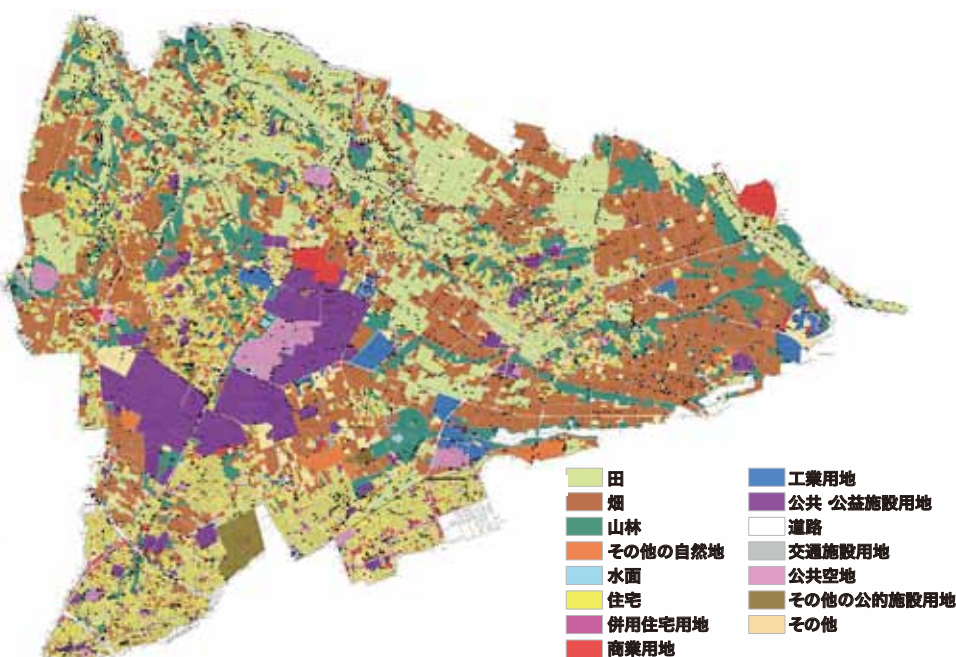 田
畑
山林
その他の自然地
水面
住宅
併用住宅用地
商業用地
工業用地
公共・公益施設用地
道路
交通施設用地
公共空地
その他の公的施設用地
その他